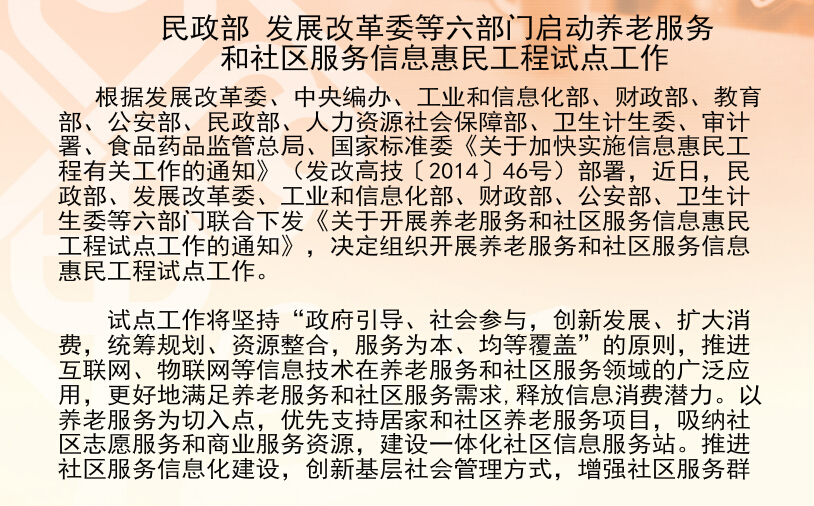 民政部 发展改革委等六部门启动养老服务
和社区服务信息惠民工程试点工作
根据发展改革委、中央编办、工业和信息化部、财政部、教育
部、公安部、民政部、人力资源社会保障部、卫生计生委、审计
署、食品药品监管总局、国家标准委《关于加快实施信息惠民工
程有关工作的通知》（发改高技〔2014〕46号）部署，近日，民
政部、发展改革委、工业和信息化部、财政部、公安部、卫生计
生委等六部门联合下发《关于开展养老服务和社区服务信息惠民
工程试点工作的通知》，决定组织开展养老服务和社区服务信息
惠民工程试点工作。
试点工作将坚持“政府引导、社会参与，创新发展、扩大消
费，统筹规划、资源整合，服务为本、均等覆盖”的原则，推进
互联网、物联网等信息技术在养老服务和社区服务领域的广泛应
用，更好地满足养老服务和社区服务需求,释放信息消费潜力。以
养老服务为切入点，优先支持居家和社区养老服务项目，吸纳社
区志愿服务和商业服务资源，建设一体化社区信息服务站。推进
社区服务信息化建设，创新基层社会管理方式，增强社区服务群